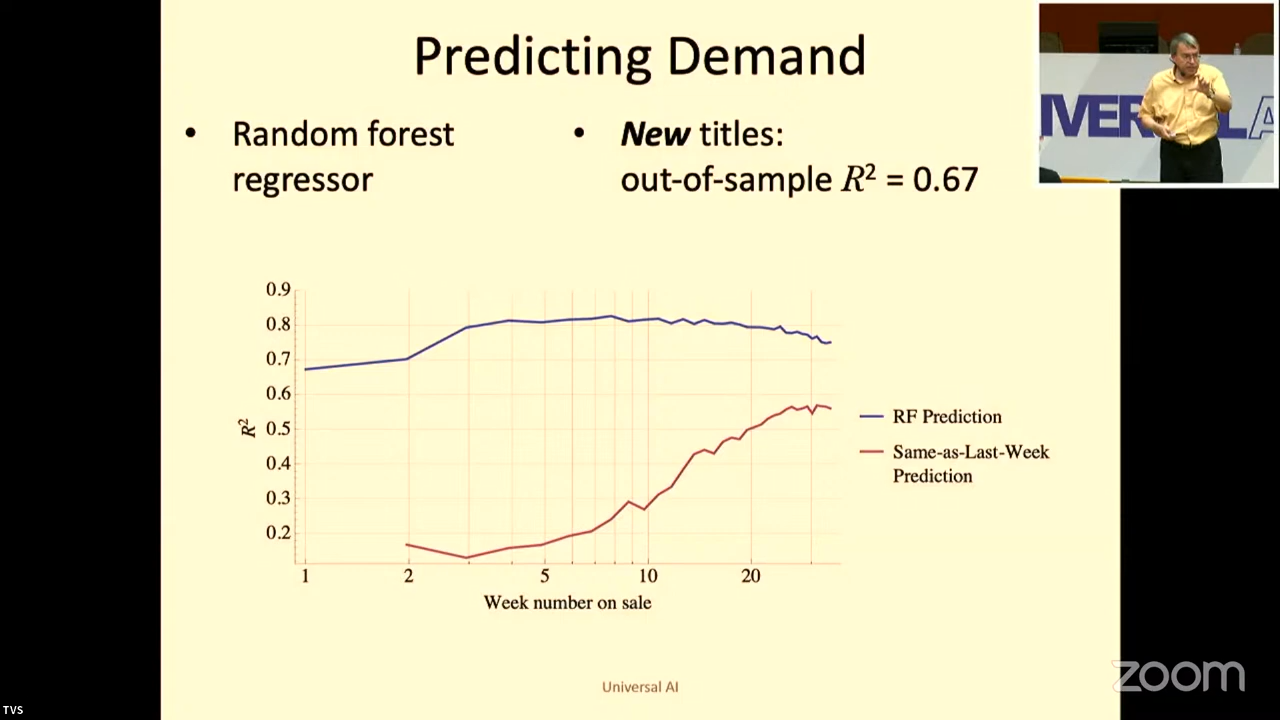 Predicting Demand
• Random forest
regressor
• New titles:
out-of-sample R² = 0.67
IVERSAL A
0.9
0.8
0.7
0.6
0.5
0.4
0.3
0.2
R²
1 2 5 10 20
Week number on sale
RF Prediction
Same-as-Last-Week
Prediction
Universal AI
zoom
TVS